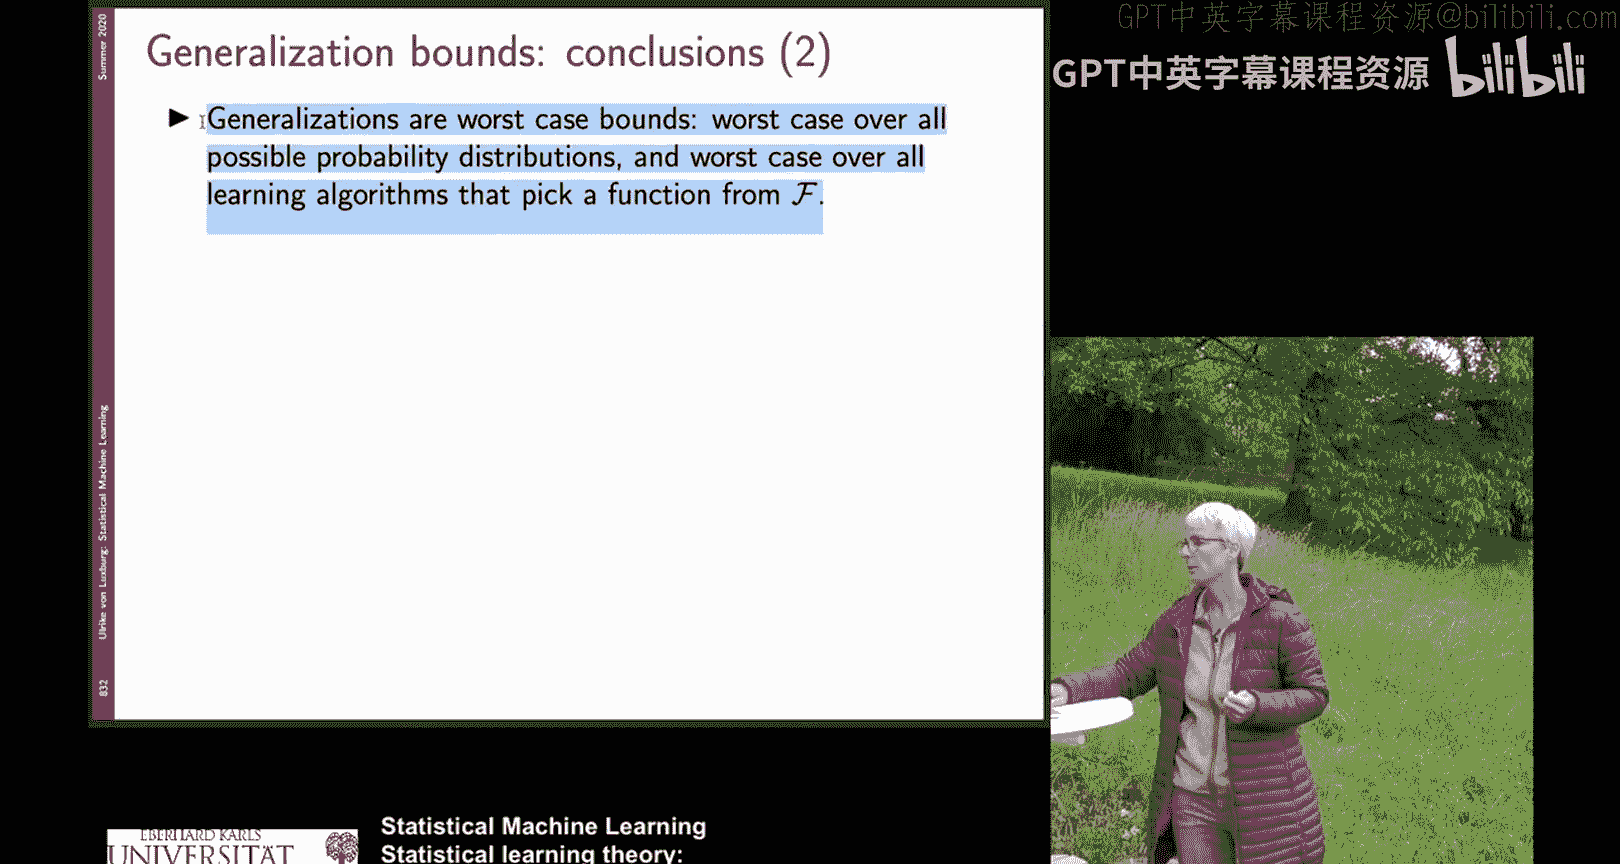 GPT中英字幕课程资源@bilibili.com
GPT中英字幕课程资源 bilibili
Summer 2020
Generalization bounds: conclusions (2)
▶ Generalizations are worst case bounds: worst case over all
possible probability distributions, and worst case over all
learning algorithms that pick a function from ℱ.
Ulrike von Luxburg: Statistical Machine Learning
832
EBERHARD KARLS
UNIVERSITÄT
Statistical Machine Learning
Statistical learning theory: